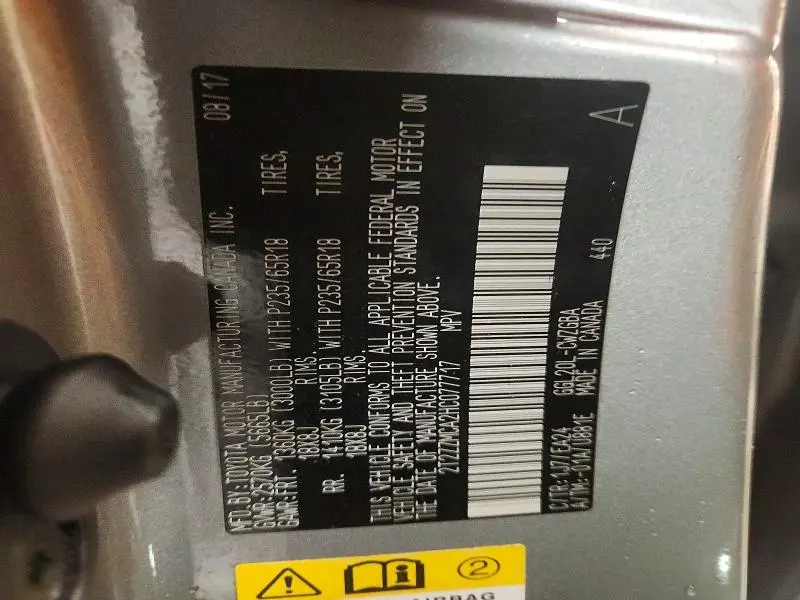 MFD.BY:TOYOTA MOTOR MANUFACTURING CANADA INC. 08/17
GVWR:2570KG (5665LB)
GAWR:FRT 1360KG (3000LB) WITH P235/65R18 TIRES,
18X8J RIMS.
RR. 1410KG (3105LB) WITH P235/65R18 TIRES,
18X8J RIMS.
THIS VEHICLE CONFORMS TO ALL APPLICABLE FEDERAL MOTOR
VEHICLE SAFETY AND THEFT PREVENTION STANDARDS IN EFFECT ON
THE DATE OF MANUFACTURE SHOWN ABOVE.
2T2ZZMCA2HC077717 MPV
C/TR:1J7/EA24 GGL20L-CWZGBA
A/TM:-01A/U881E MADE IN CANADA 440
A
2
AIRBAG